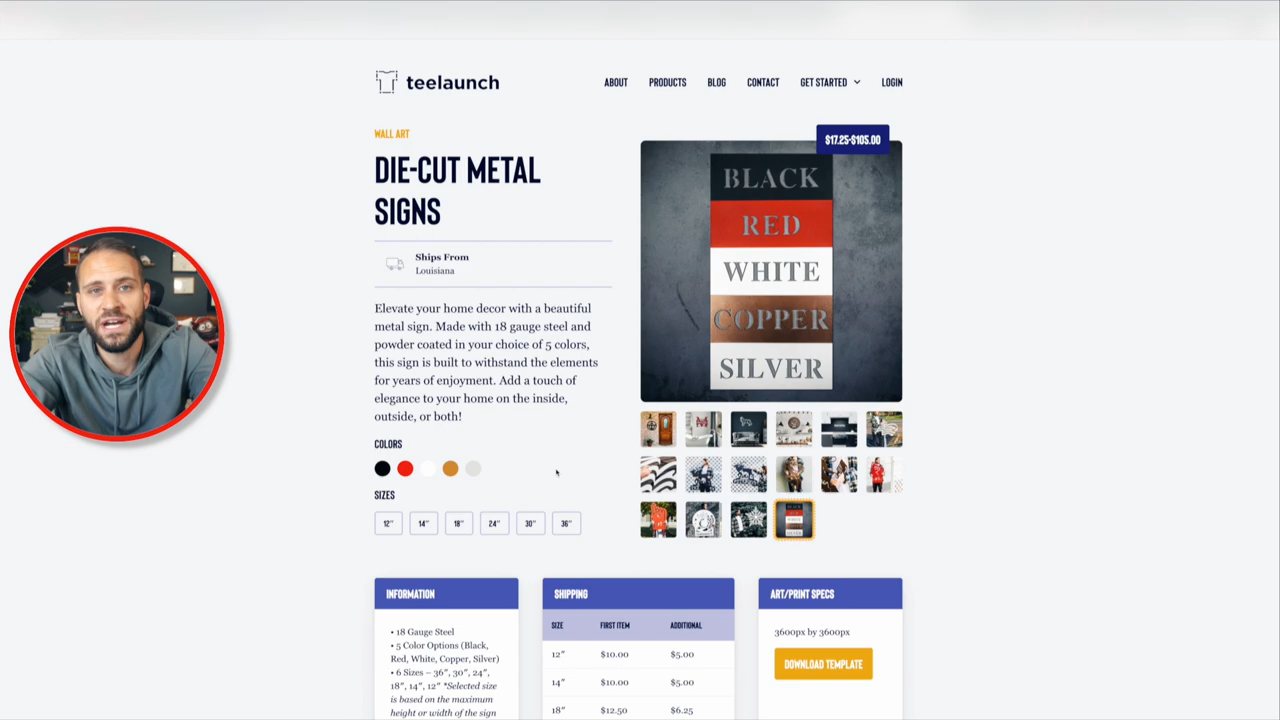 teelaunch
ABOUT
PRODUCTS
BLOG
CONTACT
GET STARTED
LOGIN
WALL ART
DIE-CUT METAL
SIGNS
Ships From
Louisiana
Elevate your home decor with a beautiful
metal sign. Made with 18 gauge steel and
powder coated in your choice of 5 colors,
this sign is built to withstand the elements
for years of enjoyment. Add a touch of
elegance to your home on the inside,
outside, or both!
COLORS
SIZES
12″
14″
18″
24″
30″
36″
$17.25-$105.00
BLACK
RED
WHITE
COPPER
SILVER
INFORMATION
• 18 Gauge Steel
• 5 Color Options (Black,
Red, White, Copper, Silver)
• 6 Sizes – 36″, 30″, 24″,
18″, 14″, 12″ *Selected size
is based on the maximum
height or width of the sign
SHIPPING
SIZE FIRST ITEM ADDITIONAL
12″ $10.00 $5.00
14″ $10.00 $5.00
18″ $12.50 $6.25
ART/PRINT SPECS
3600px by 3600px
DOWNLOAD TEMPLATE